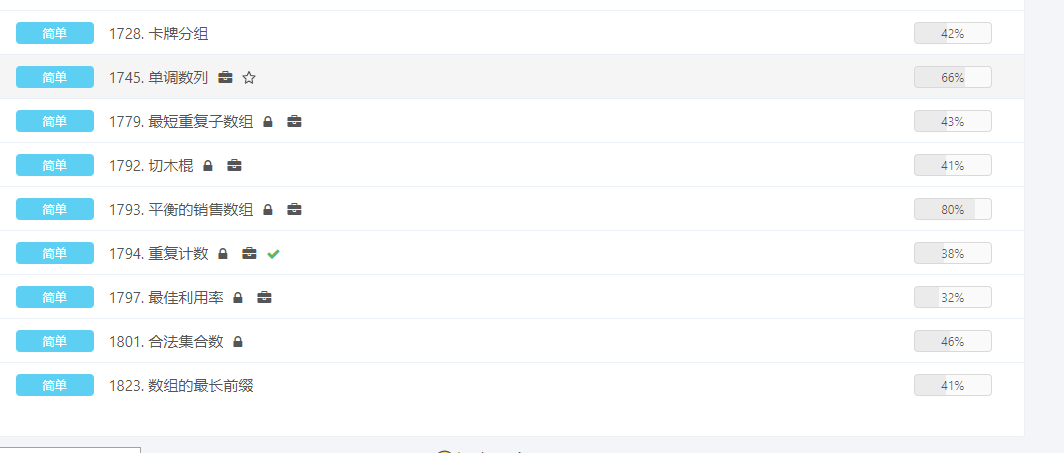 简单 1728. 卡牌分组 42%
简单 1745. 单调数列 66%
简单 1779. 最短重复子数组 43%
简单 1792. 切木棍 41%
简单 1793. 平衡的销售数组 80%
简单 1794. 重复计数 38%
简单 1797. 最佳利用率 32%
简单 1801. 合法集合数 46%
简单 1823. 数组的最长前缀 41%